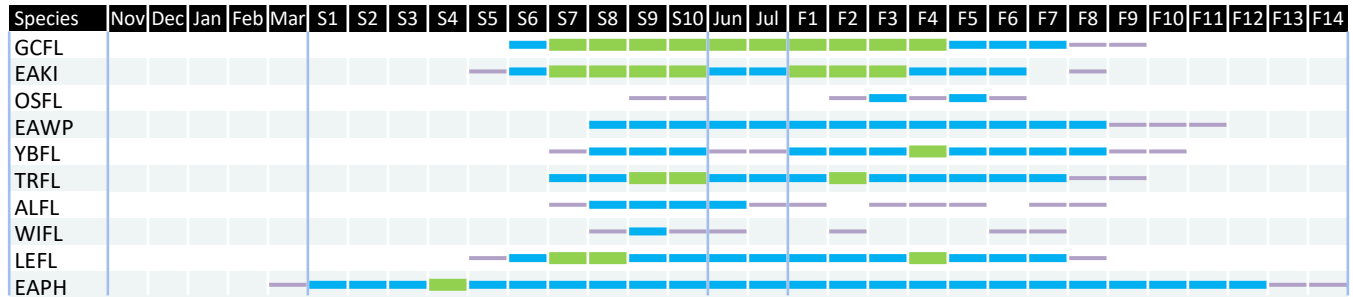 Species Nov Dec Jan Feb Mar S1 S2 S3 S4 S5 S6 S7 S8 S9 S10 Jun Jul F1 F2 F3 F4 F5 F6 F7 F8 F9 F10 F11 F12 F13 F14
GCFL
EAKI
OSFL
EAWP
YBFL
TRFL
ALFL
WIFL
LEFL
EAPH